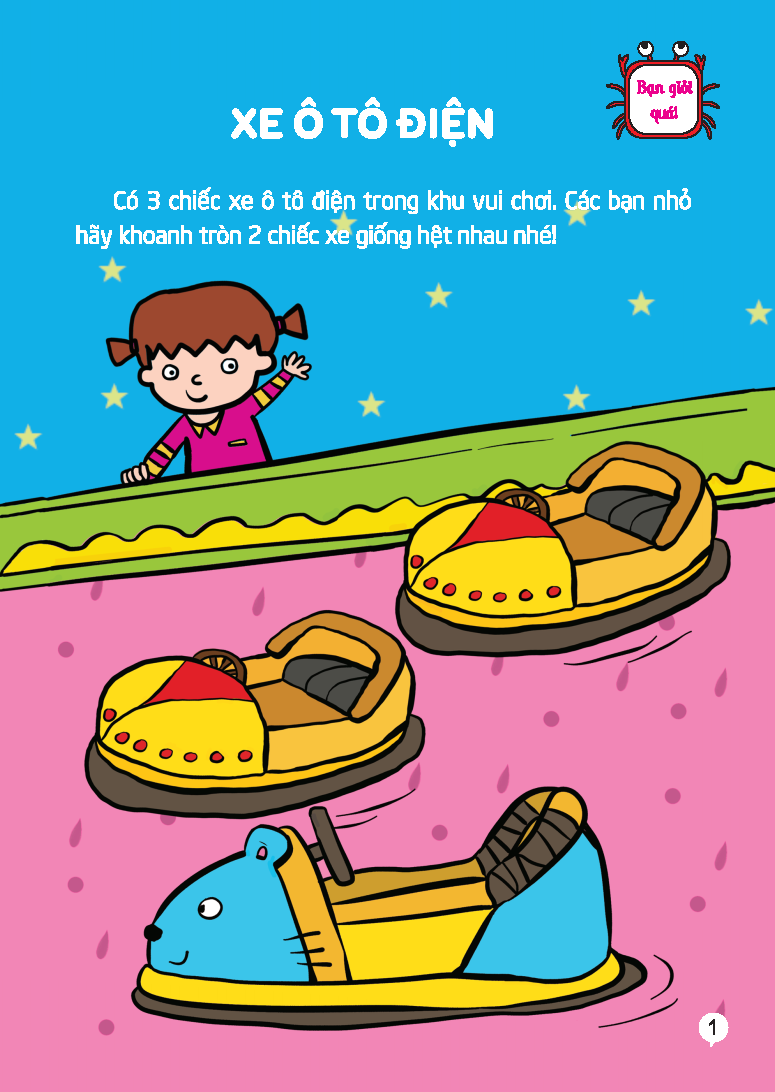 Bạn giỏi
quá!
XE Ô TÔ ĐIỆN
Có 3 chiếc xe ô tô điện trong khu vui chơi. Các bạn nhỏ
hãy khoanh tròn 2 chiếc xe giống hệt nhau nhé!
1